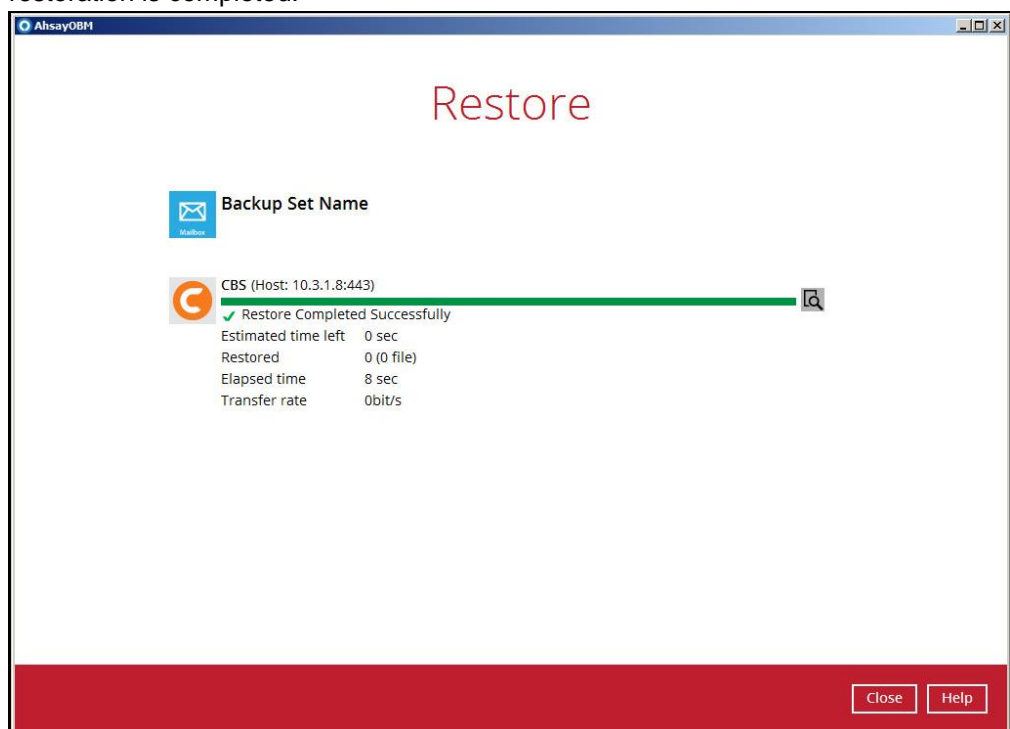 restoration is completed.
AhsayOBM
Restore
Backup Set Name
Mailbox
CBS (Host: 10.3.1.8:443)
Restore Completed Successfully
Estimated time left 0 sec
Restored 0 (0 file)
Elapsed time 8 sec
Transfer rate 0bit/s
Close Help